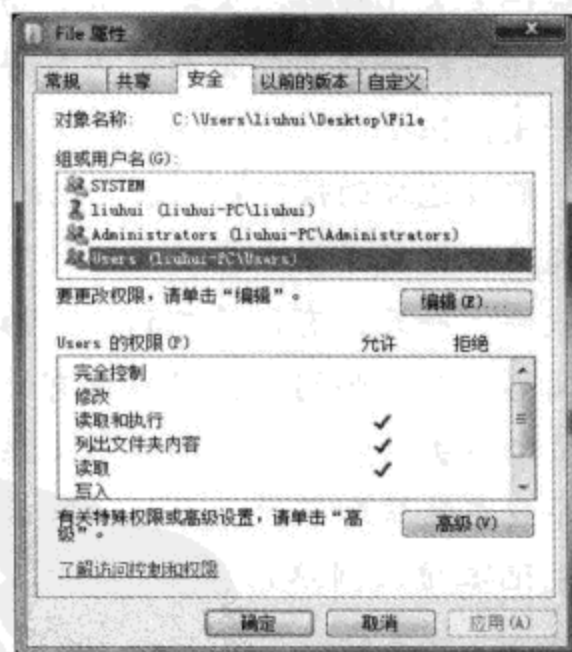 File 属性
常规 共享 安全 以前的版本 自定义
对象名称: C:\Users\liuhui\Desktop\File
组或用户名(G):
SYSTEM
liuhui (liuhui-PC\liuhui)
Administrators (liuhui-PC\Administrators)
Users (liuhui-PC\Users)
要更改权限，请单击“编辑”。 编辑(E)...
Users 的权限(P) 允许 拒绝
完全控制
修改
读取和执行
列出文件夹内容
读取
写入
有关特殊权限或高级设置，请单击“高
级”。 高级(V)
了解访问控制和权限
确定 取消 应用(A)